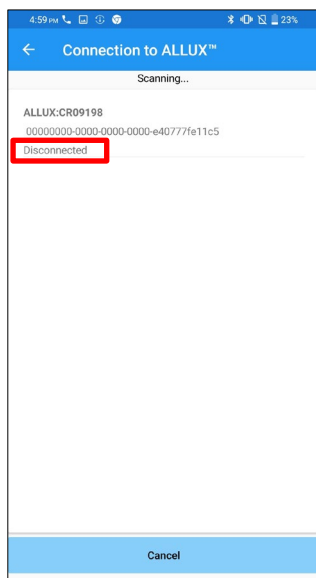 4:59 PM 23%
Connection to ALLUX™
Scanning...
ALLUX:CR09198
00000000-0000-0000-0000-e40777fe11c5
Disconnected
Cancel